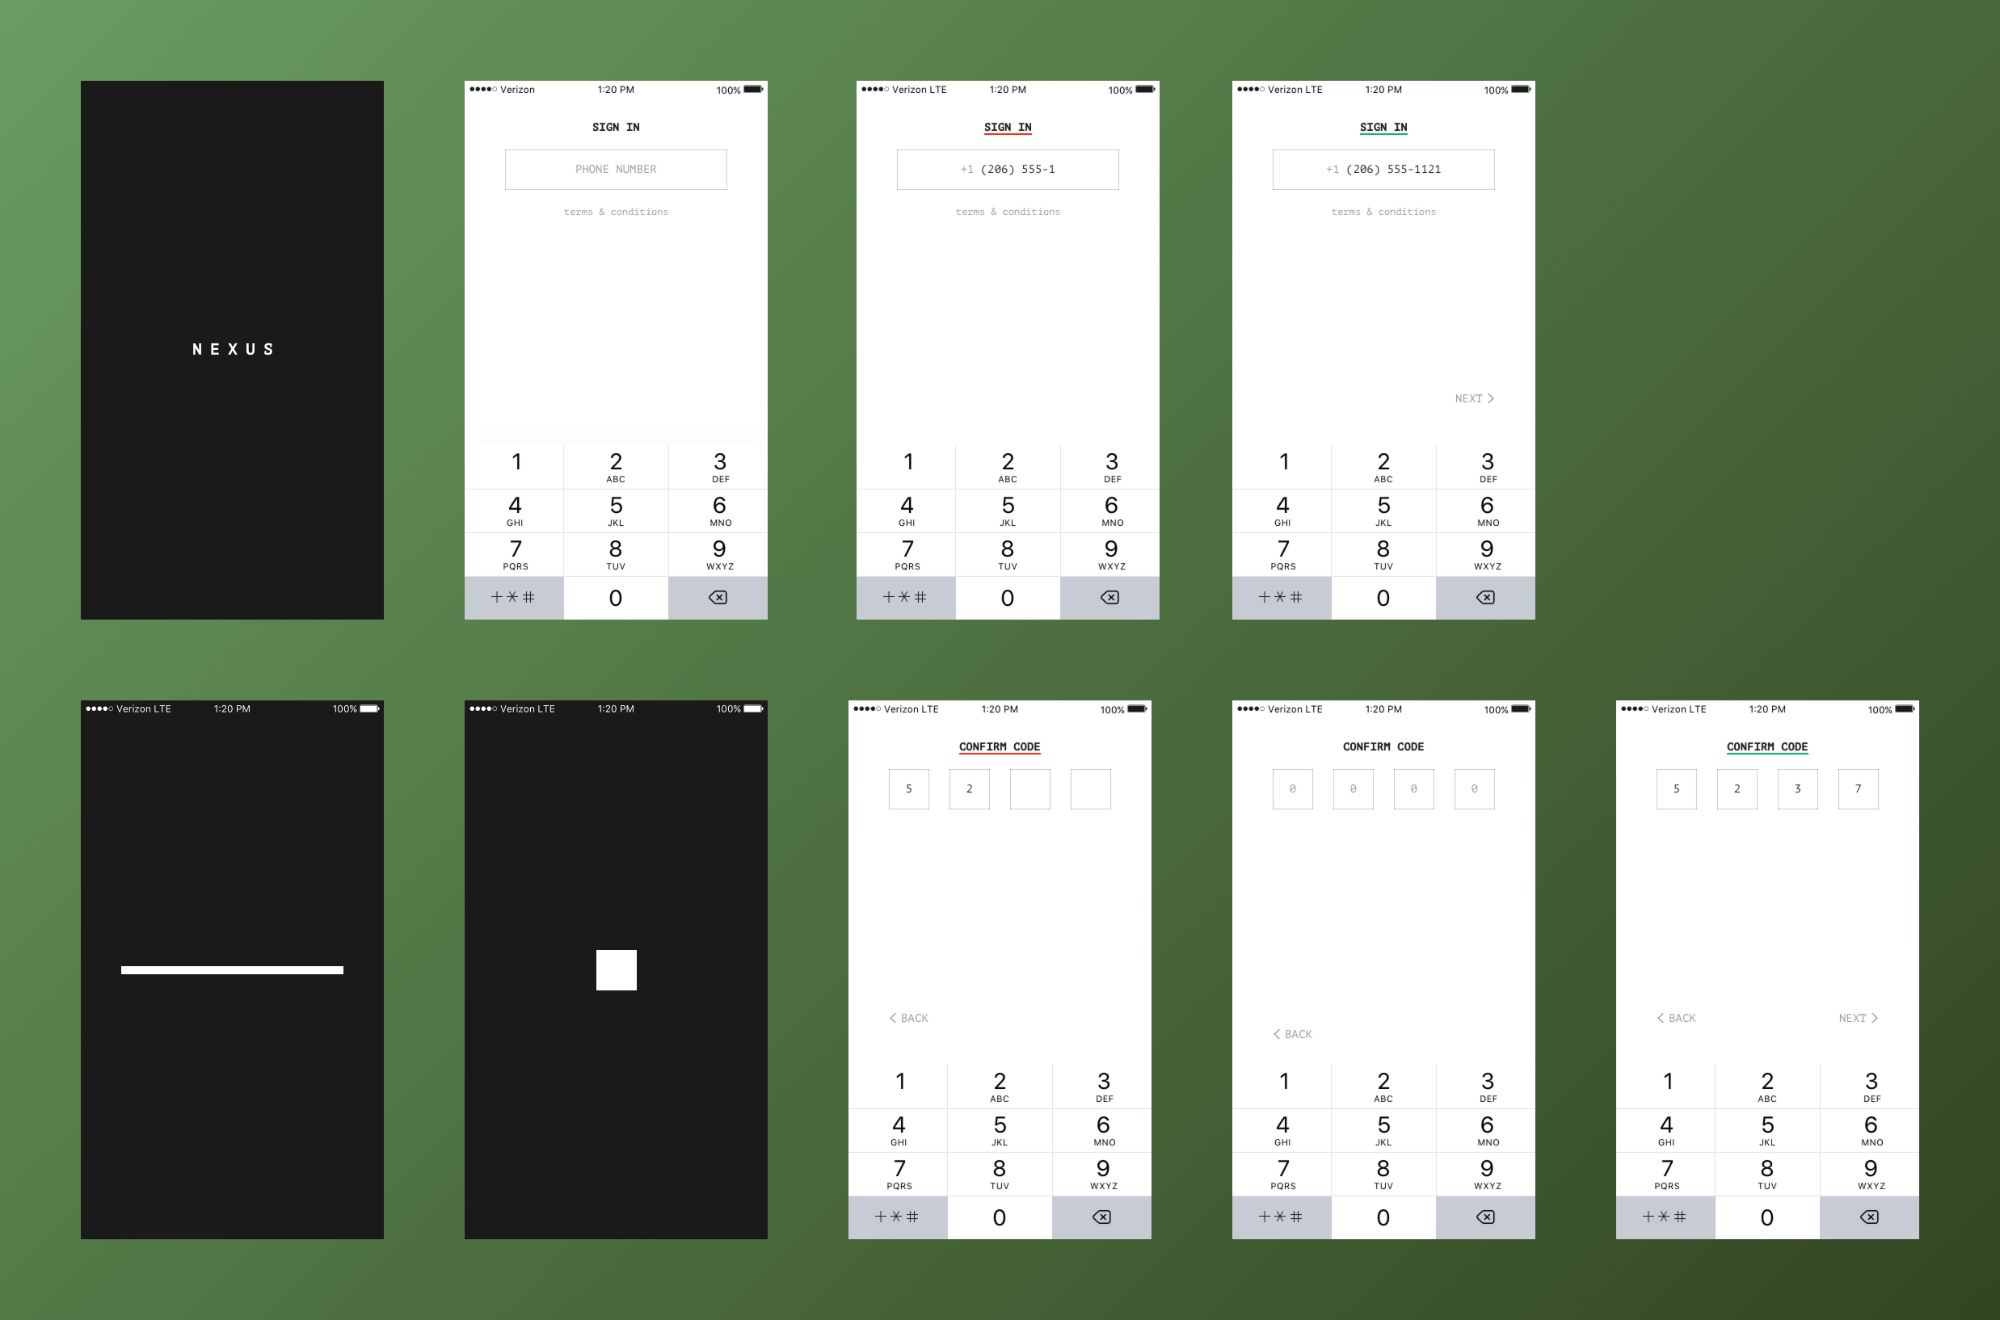 NEXUS
Verizon 1:20 PM 100%
SIGN IN
PHONE NUMBER
terms & conditions
1 2 3
ABC DEF
4 5 6
GHI JKL MNO
7 8 9
PQRS TUV WXYZ
+*# 0
Verizon LTE 1:20 PM 100%
SIGN IN
+1 (206) 555-1
terms & conditions
1 2 3
ABC DEF
4 5 6
GHI JKL MNO
7 8 9
PQRS TUV WXYZ
+*# 0
Verizon LTE 1:20 PM 100%
SIGN IN
+1 (206) 555-1121
terms & conditions
NEXT >
1 2 3
ABC DEF
4 5 6
GHI JKL MNO
7 8 9
PQRS TUV WXYZ
+*# 0
Verizon LTE 1:20 PM 100%
Verizon LTE 1:20 PM 100%
Verizon LTE 1:20 PM 100%
CONFIRM CODE
5 2
< BACK
1 2 3
ABC DEF
4 5 6
GHI JKL MNO
7 8 9
PQRS TUV WXYZ
+*# 0
Verizon LTE 1:20 PM 100%
CONFIRM CODE
0 0 0 0
< BACK
1 2 3
ABC DEF
4 5 6
GHI JKL MNO
7 8 9
PQRS TUV WXYZ
+*# 0
Verizon LTE 1:20 PM 100%
CONFIRM CODE
5 2 3 7
< BACK NEXT >
1 2 3
ABC DEF
4 5 6
GHI JKL MNO
7 8 9
PQRS TUV WXYZ
+*# 0